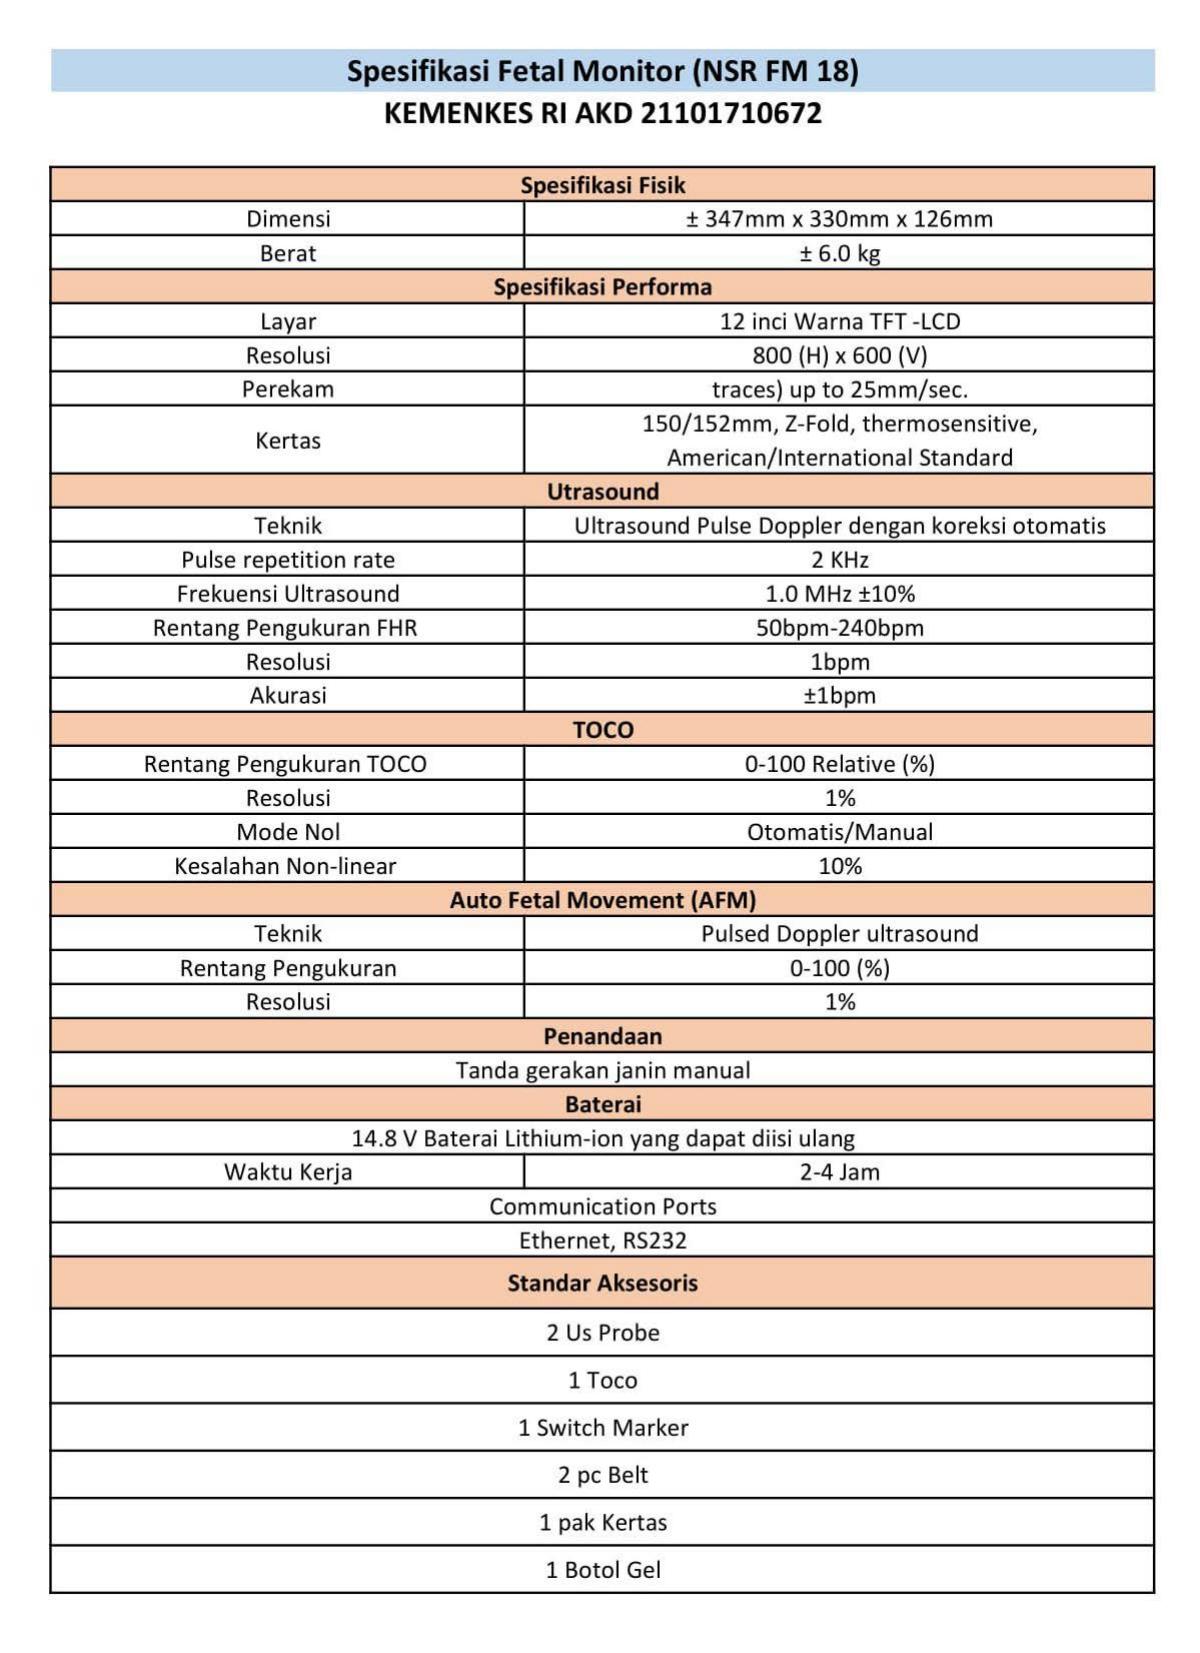 Spesifikasi Fetal Monitor (NSR FM 18)
KEMENKES RI AKD 21101710672
Spesifikasi Fisik
Dimensi ± 347mm x 330mm x 126mm
Berat ± 6.0 kg
Spesifikasi Performa
Layar 12 inci Warna TFT -LCD
Resolusi 800 (H) x 600 (V)
Perekam traces) up to 25mm/sec.
Kertas 150/152mm, Z-Fold, thermosensitive,
American/International Standard
Utrasound
Teknik Ultrasound Pulse Doppler dengan koreksi otomatis
Pulse repetition rate 2 KHz
Frekuensi Ultrasound 1.0 MHz ±10%
Rentang Pengukuran FHR 50bpm-240bpm
Resolusi 1bpm
Akurasi ±1bpm
TOCO
Rentang Pengukuran TOCO 0-100 Relative (%)
Resolusi 1%
Mode Nol Otomatis/Manual
Kesalahan Non-linear 10%
Auto Fetal Movement (AFM)
Teknik Pulsed Doppler ultrasound
Rentang Pengukuran 0-100 (%)
Resolusi 1%
Penandaan
Tanda gerakan janin manual
Baterai
14.8 V Baterai Lithium-ion yang dapat diisi ulang
Waktu Kerja 2-4 Jam
Communication Ports
Ethernet, RS232
Standar Aksesoris
2 Us Probe
1 Toco
1 Switch Marker
2 pc Belt
1 pak Kertas
1 Botol Gel